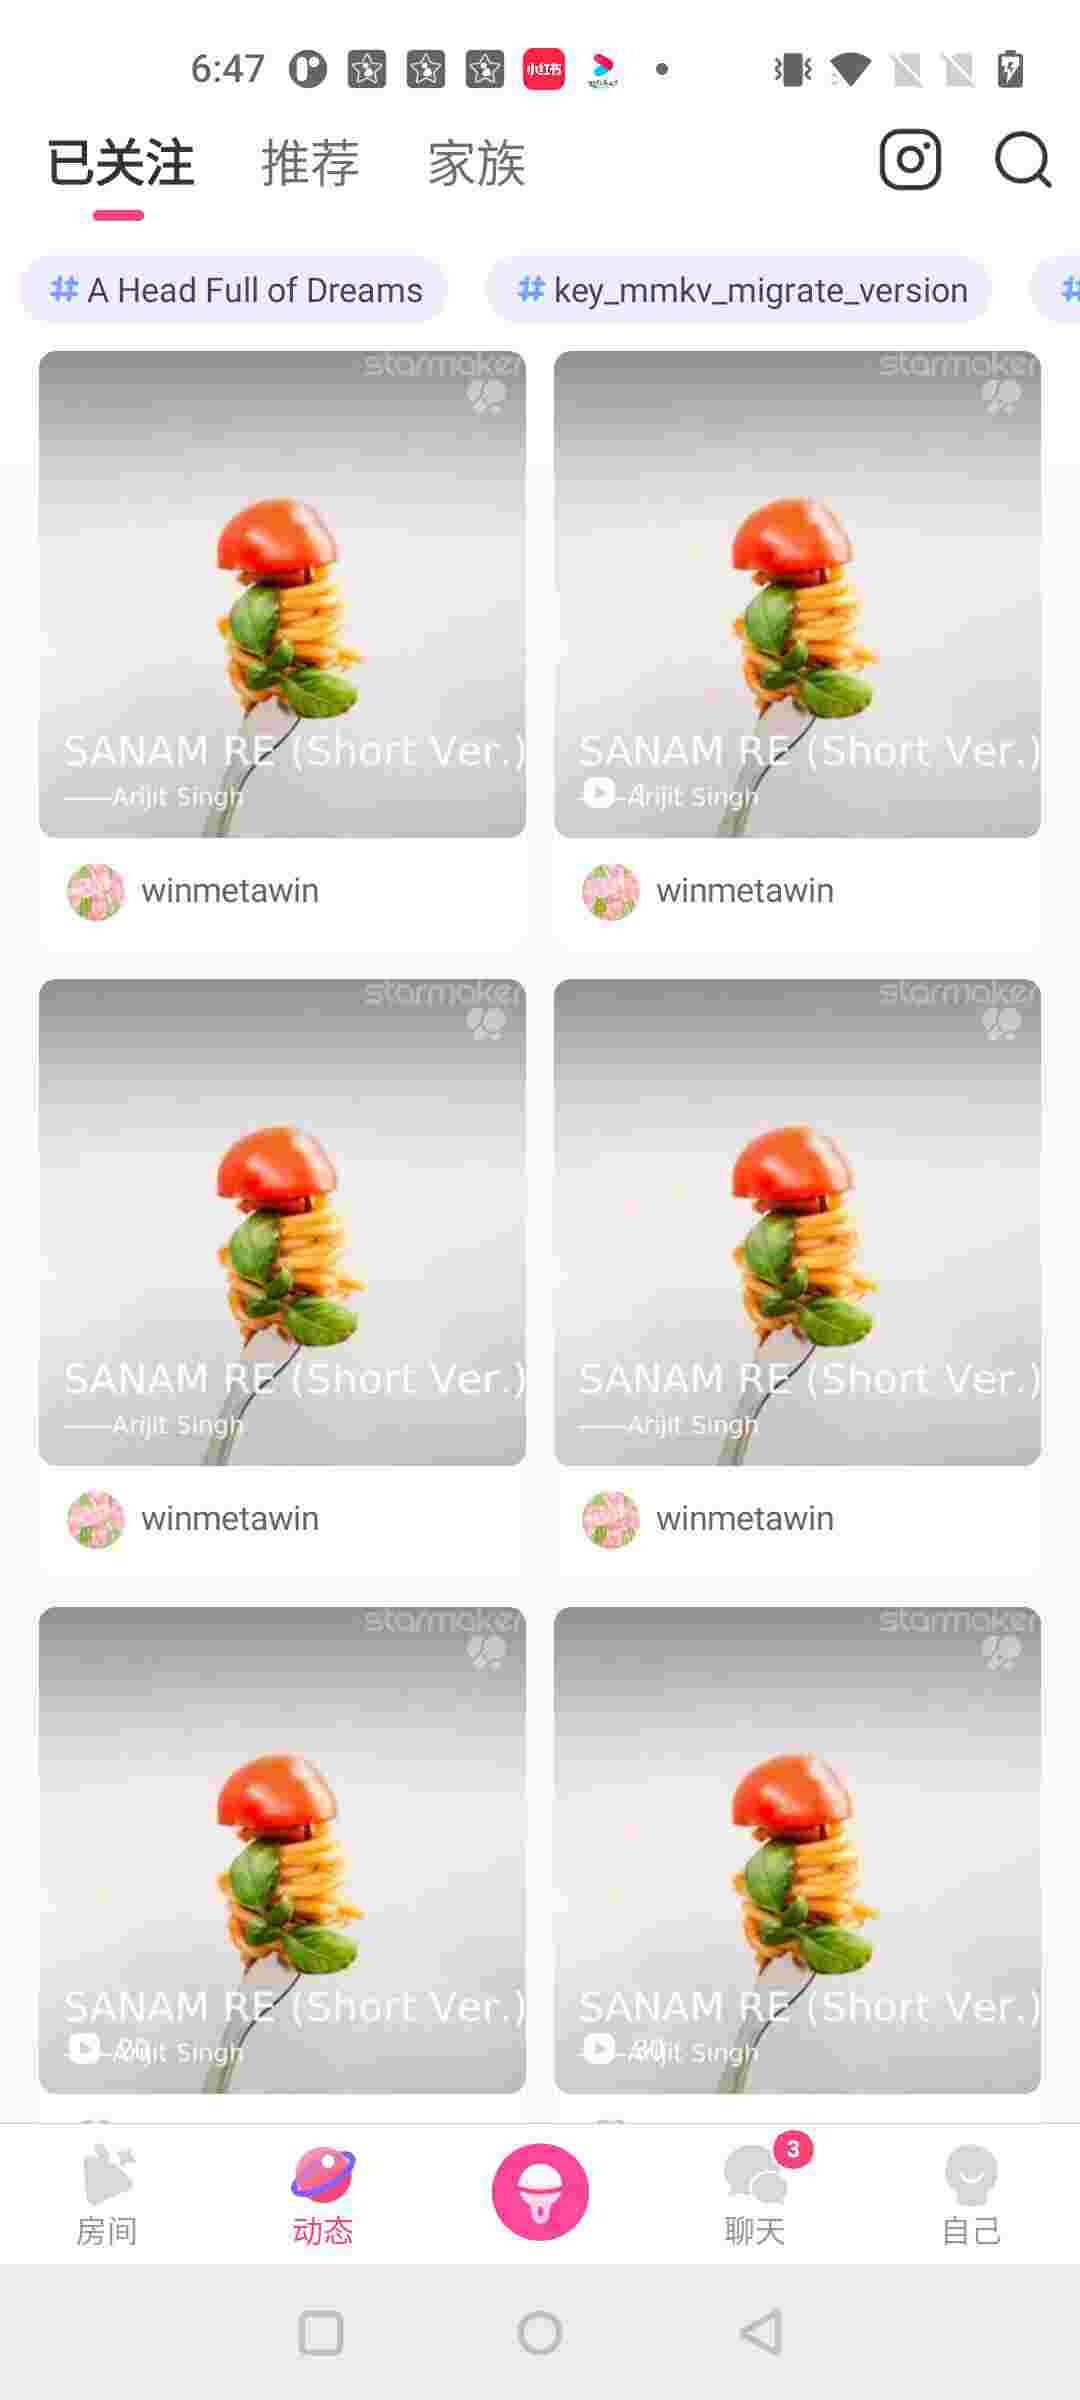 6:47
小红书
已关注 推荐 家族
# A Head Full of Dreams # key_mmkv_migrate_version #
starmaker starmaker
SANAM RE (Short Ver.) SANAM RE (Short Ver.)
——Arijit Singh ——Arijit Singh
winmetawin winmetawin
starmaker starmaker
SANAM RE (Short Ver.) SANAM RE (Short Ver.)
——Arijit Singh ——Arijit Singh
winmetawin winmetawin
starmaker starmaker
SANAM RE (Short Ver.) SANAM RE (Short Ver.)
——Arijit Singh ——Arijit Singh
3
房间 动态 聊天 自己